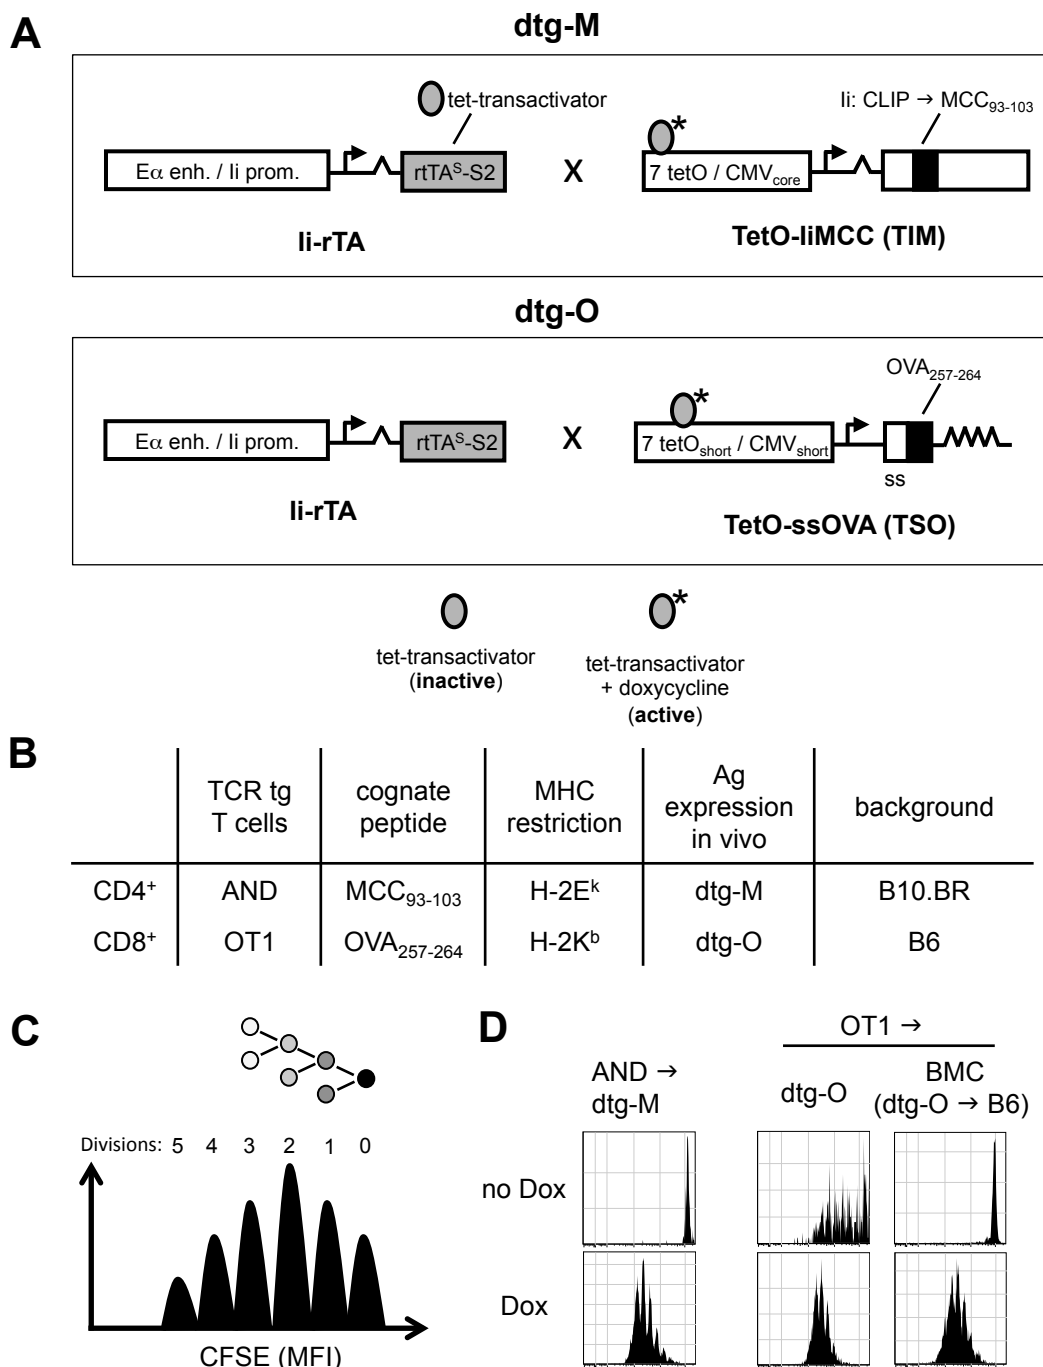 A
dtg-M
tet-transactivator
Ii: CLIP → MCC93-103
Eα enh. / Ii prom.
rtTAS-S2
X
*
7 tetO / CMVcore
Ii-rTA
TetO-IiMCC (TIM)
dtg-O
OVA257-264
Eα enh. / Ii prom.
rtTAS-S2
X
*
7 tetOshort / CMVshort
ss
Ii-rTA
TetO-ssOVA (TSO)
*
tet-transactivator
(inactive)
tet-transactivator
+ doxycycline
(active)
B
TCR tg
T cells
cognate
peptide
MHC
restriction
Ag
expression
in vivo
background
CD4+ AND MCC93-103 H-2Ek dtg-M B10.BR
CD8+ OT1 OVA257-264 H-2Kb dtg-O B6
C
Divisions: 5 4 3 2 1 0
CFSE (MFI)
D
OT1 →
AND →
dtg-M
dtg-O
BMC
(dtg-O → B6)
no Dox
Dox